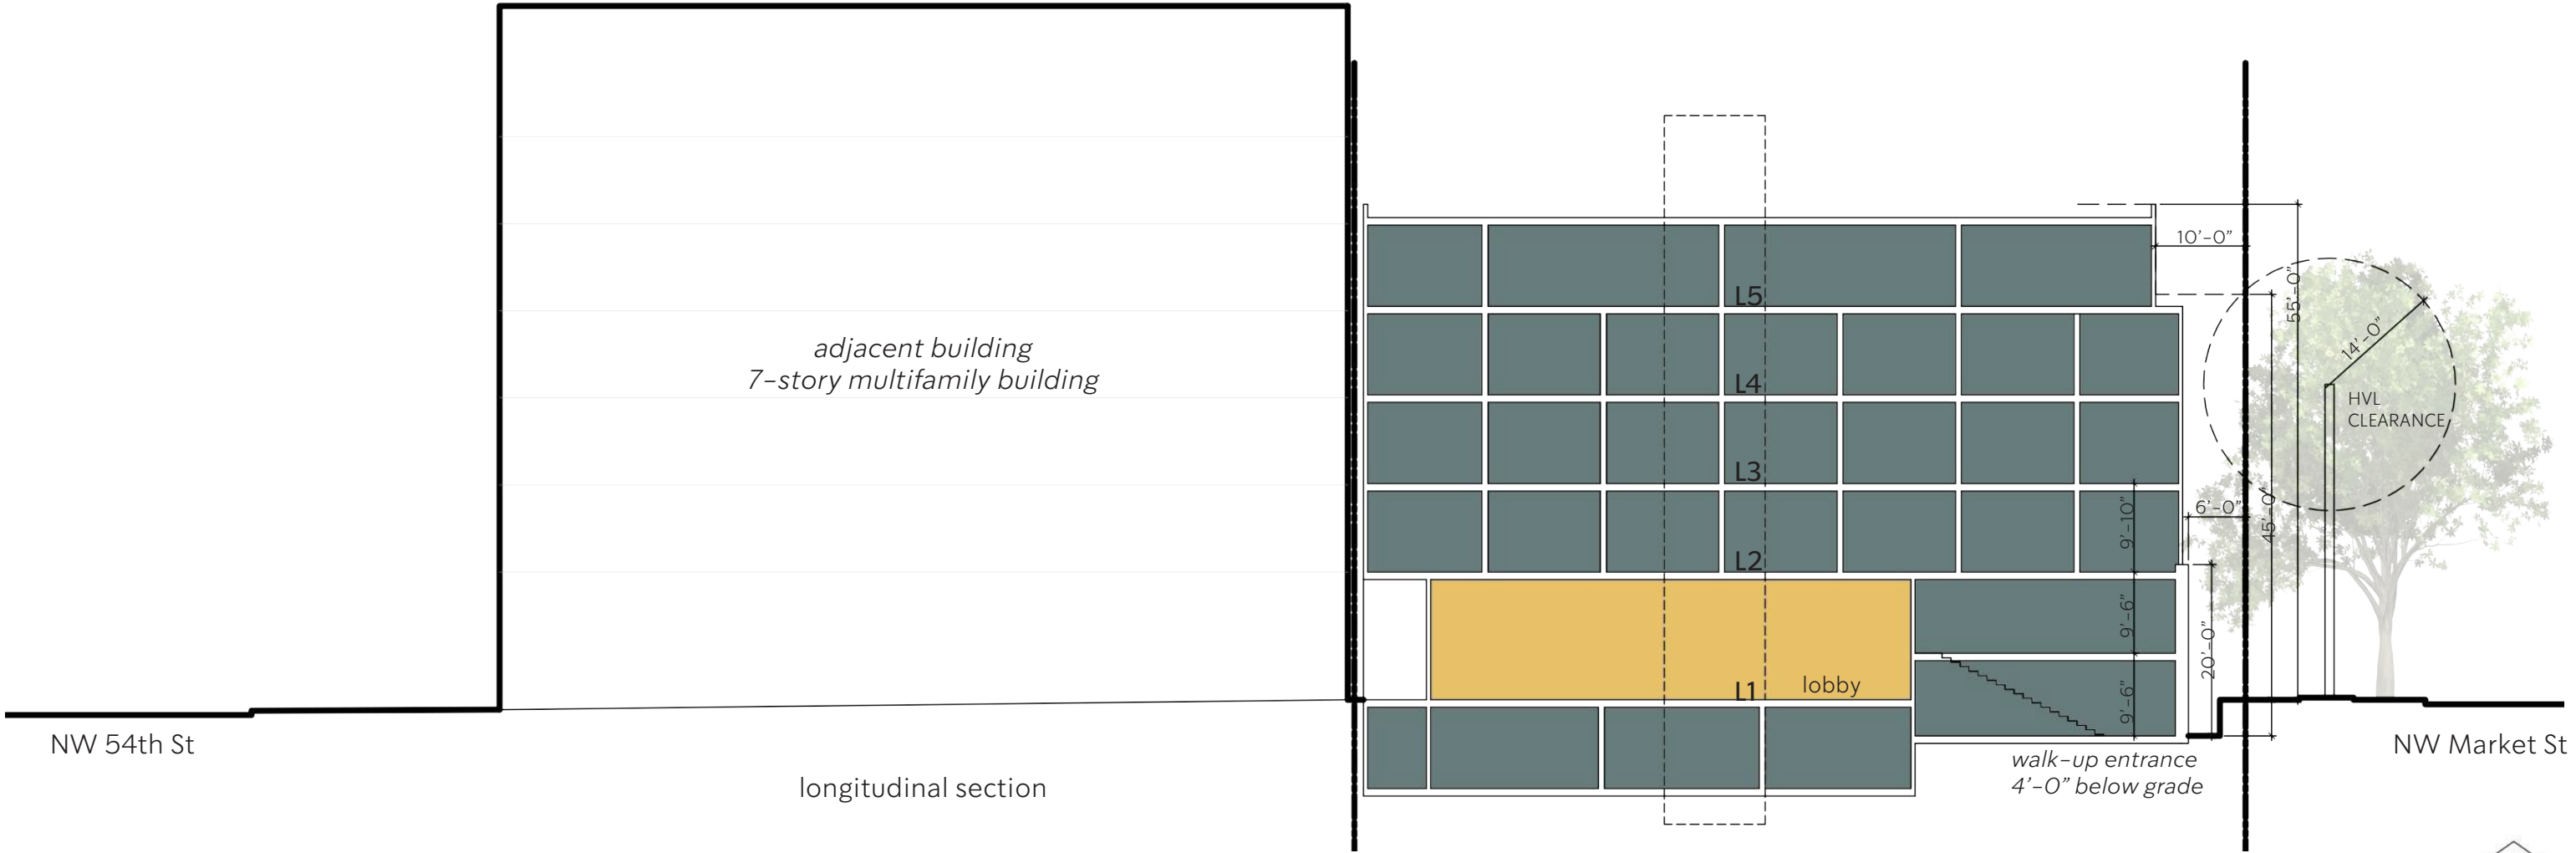 adjacent building
7-story multifamily building
NW 54th St
longitudinal section
L5
L4
L3
L2
L1
lobby
10'-0"
55'-0"
14'-0"
HVL
CLEARANCE
45'-0"
6'-0"
9'-10"
9'-6"
9'-6"
20'-0"
walk-up entrance
4'-0" below grade
NW Market St